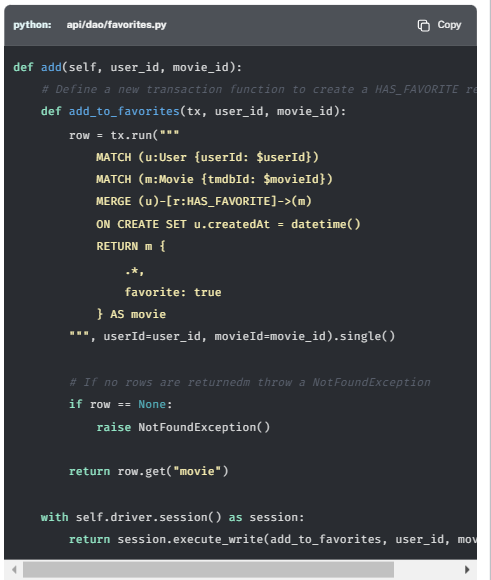 python: api/dao/favorites.py Copy
def add(self, user_id, movie_id):
    # Define a new transaction function to create a HAS_FAVORITE
    def add_to_favorites(tx, user_id, movie_id):
        row = tx.run("""
            MATCH (u:User {userId: $userId})
            MATCH (m:Movie {tmdbId: $movieId})
            MERGE (u)-[r:HAS_FAVORITE]->(m)
            ON CREATE SET u.createdAt = datetime()
            RETURN m {
                .*,
                favorite: true
            } AS movie
        """, userId=user_id, movieId=movie_id).single()
        # If no rows are returnedm throw a NotFoundException
        if row == None:
            raise NotFoundException()
        return row.get("movie")
    with self.driver.session() as session:
        return session.execute_write(add_to_favorites, user_id,